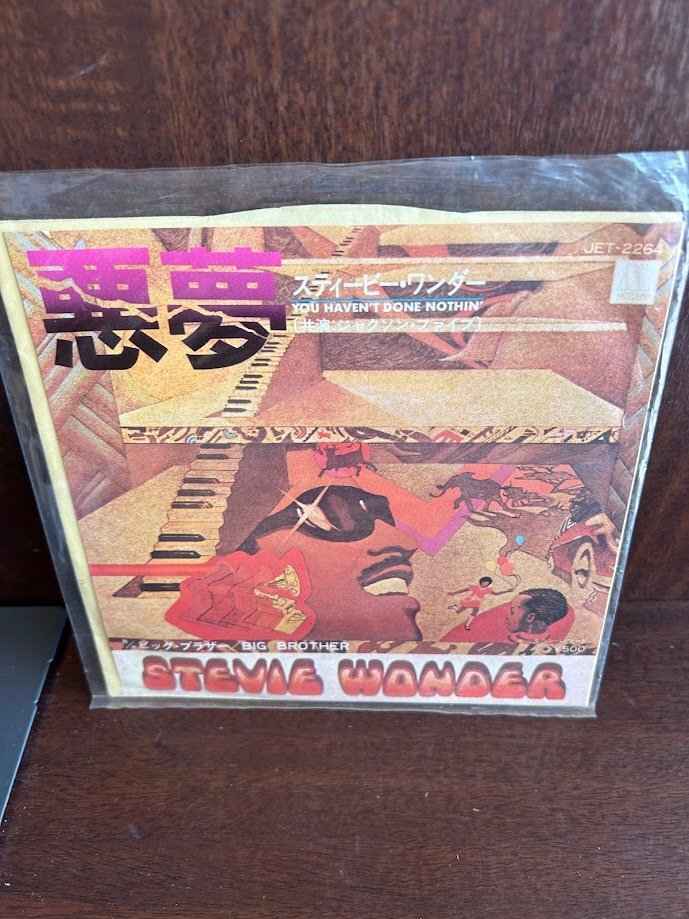 JET-2264
悪夢
スティービー・ワンダー
YOU HAVEN'T DONE NOTHIN'
(共演:ジャクソン・ファイブ)
MOTOWN
ビッグ・ブラザー/BIG BROTHER
¥500
STEVIE WONDER